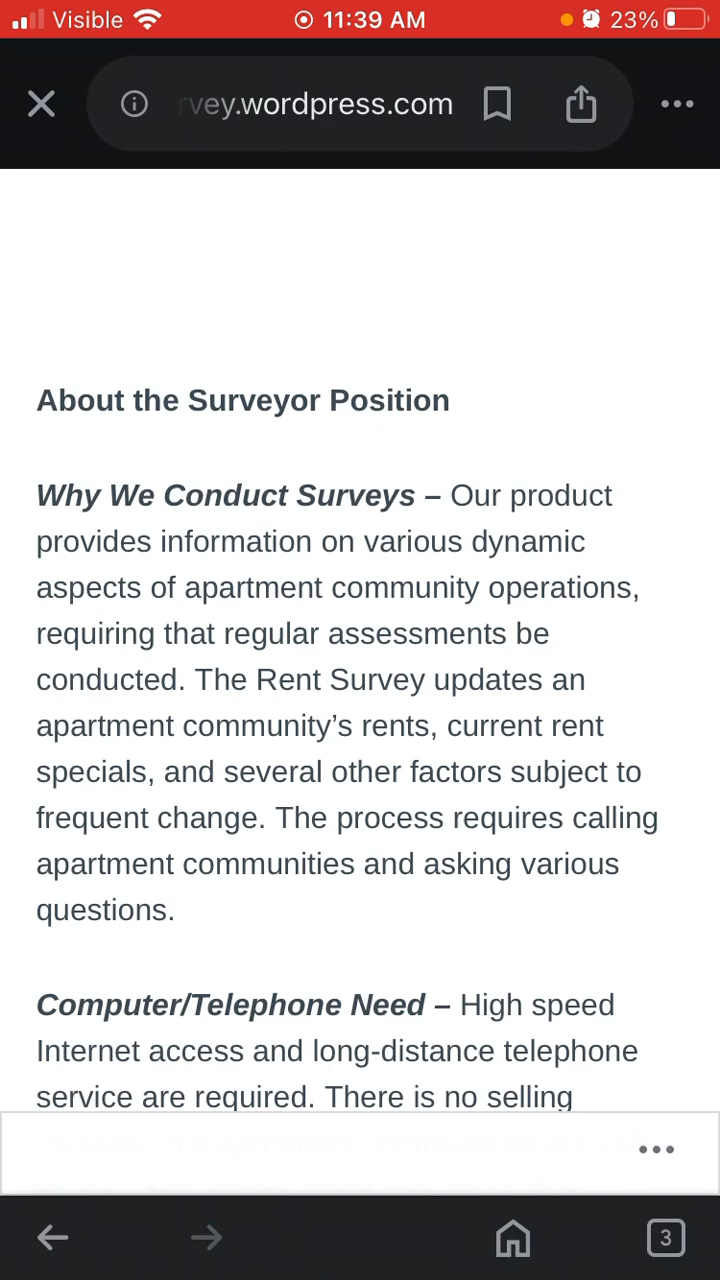 Visible 11:39 AM 23%
rvey.wordpress.com
About the Surveyor Position
Why We Conduct Surveys – Our product
provides information on various dynamic
aspects of apartment community operations,
requiring that regular assessments be
conducted. The Rent Survey updates an
apartment community’s rents, current rent
specials, and several other factors subject to
frequent change. The process requires calling
apartment communities and asking various
questions.
Computer/Telephone Need – High speed
Internet access and long-distance telephone
service are required. There is no selling
3